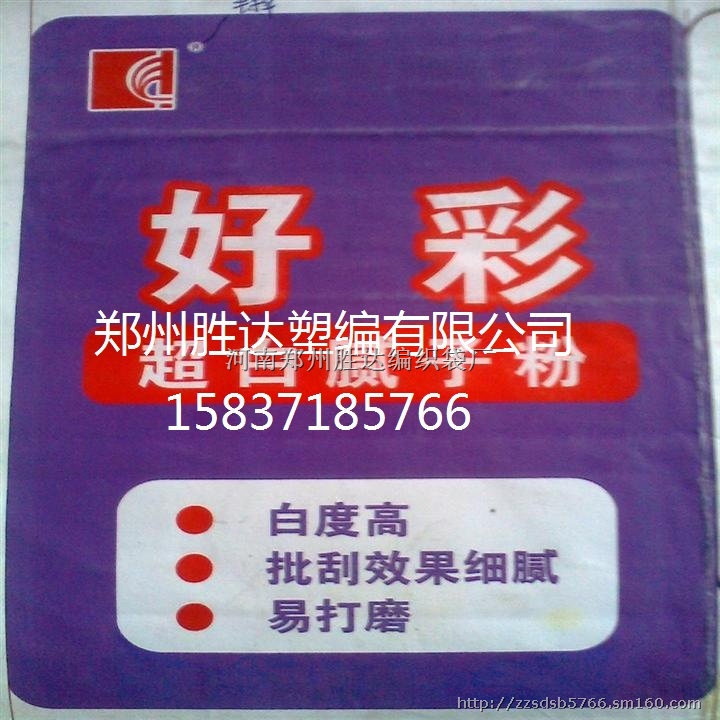 ®
好彩
郑州胜达塑编有限公司
超白腻子粉
河南郑州胜达编织袋厂
15837185766
白度高
批刮效果细腻
易打磨
http://zzsdsb5766.sm160.com/